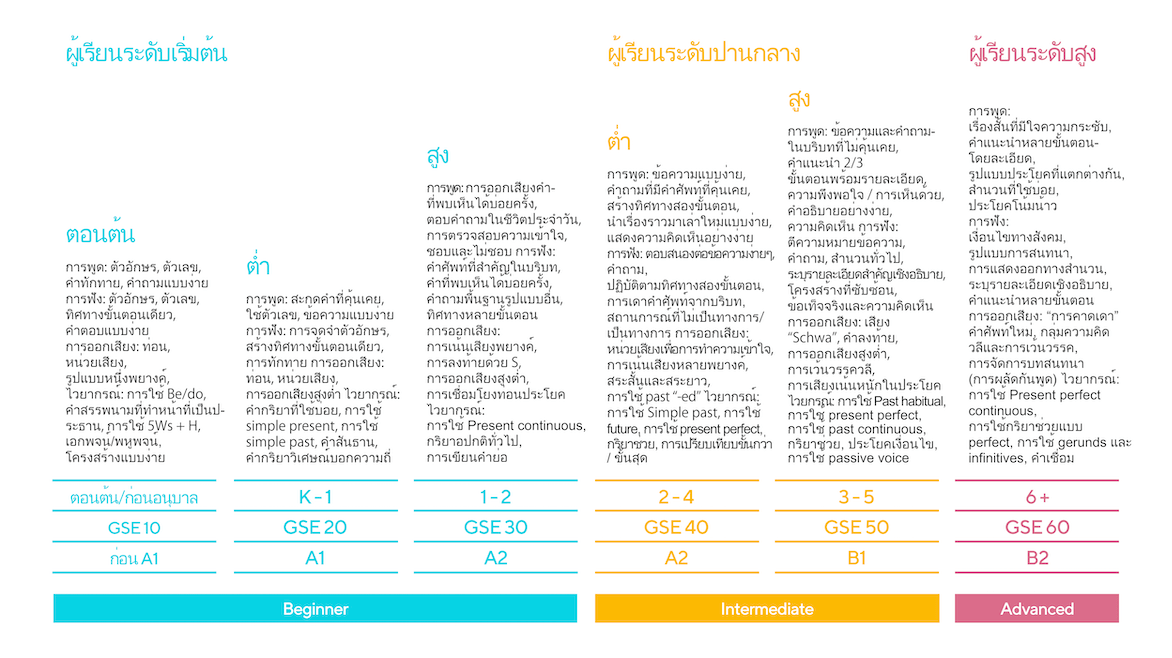 ผู้เรียนระดับเริ่มต้น
ตอนต้น
การพูด: ตัวอักษร, ตัวเลข,
คำทักทาย, คำถามแบบง่าย
การฟัง: ตัวอักษร, ตัวเลข,
ทิศทางขั้นตอนเดียว,
คำตอบแบบง่าย
การออกเสียง: ท่อน,
หน่วยเสียง,
รูปแบบหนึ่งพยางค์,
ไวยากรณ์: การใช้ Be/do,
คำสรรพนามที่ทำหน้าที่เป็นป-
ระธาน, การใช้ 5Ws + H,
เอกพจน์/พหูพจน์,
โครงสร้างแบบง่าย
ต่ำ
การพูด: สะกดคำที่คุ้นเคย,
ใช้ตัวเลข, ข้อความแบบง่าย
การฟัง: การจดจำตัวอักษร,
สร้างทิศทางขั้นตอนเดียว,
การทักทาย การออกเสียง:
ท่อน, หน่วยเสียง,
การออกเสียงสูงต่ำ ไวยากรณ์:
คำกริยาที่ใช้บ่อย, การใช้
simple present, การใช้
simple past, คำสันธาน,
คำกริยาวิเศษณ์บอกความถี่
สูง
การพูด: การออกเสียงคำ-
ที่พบเห็นได้บ่อยครั้ง,
ตอบคำถามในชีวิตประจำวัน,
การตรวจสอบความเข้าใจ,
ชอบและไม่ชอบ การฟัง:
คำศัพท์ที่สำคัญในบริบท,
คำที่พบเห็นได้บ่อยครั้ง,
คำถามพื้นฐานรูปแบบอื่น,
ทิศทางหลายขั้นตอน
การออกเสียง:
การเน้นเสียงพยางค์,
การลงท้ายด้วย S,
การออกเสียงสูงต่ำ,
การเชื่อมโยงท่อนประโยค
ไวยากรณ์:
การใช้ Present continuous,
กริยาอปกติทั่วไป,
การเขียนคำย่อ
ผู้เรียนระดับปานกลาง
ต่ำ
การพูด: ข้อความแบบง่าย,
คำถามที่มีคำศัพท์ที่คุ้นเคย,
สร้างทิศทางสองขั้นตอน,
นำเรื่องราวมาเล่าใหม่แบบง่าย,
แสดงความคิดเห็นอย่างง่าย
การฟัง: ตอบสนองต่อข้อความง่ายๆ,
คำถาม,
ปฏิบัติตามทิศทางสองขั้นตอน,
การเดาคำศัพท์จากบริบท,
สถานการณ์ที่ไม่เป็นทางการ/
เป็นทางการ การออกเสียง:
หน่วยเสียงเพื่อการทำความเข้าใจ,
การเน้นเสียงหลายพยางค์,
สระสั้นและสระยาว,
การใช้ past “-ed” ไวยากรณ์:
การใช้ Simple past, การใช้
future, การใช้ present perfect,
กริยาช่วย, การเปรียบเทียบขั้นกว่า
/ ขั้นสุด
สูง
การพูด: ข้อความและคำถาม-
ในบริบทที่ไม่คุ้นเคย,
คำแนะนำ 2/3
ขั้นตอนพร้อมรายละเอียด,
ความพึงพอใจ / การเห็นด้วย,
คำอธิบายอย่างง่าย,
ความคิดเห็น การฟัง:
ตีความหมายข้อความ,
คำถาม, สำนวนทั่วไป,
ระบุรายละเอียดสำคัญเชิงอธิบาย,
โครงสร้างที่ซับซ้อน,
ข้อเท็จจริงและความคิดเห็น
การออกเสียง: เสียง
“Schwa”, คำลงท้าย,
การออกเสียงสูงต่ำ,
การเว้นวรรควลี,
การเสียงเน้นหนักในประโยค
ไวยกรณ์: การใช้ Past habitual,
การใช้ present perfect,
การใช้ past continuous,
กริยาช่วย, ประโยคเงื่อนไข,
การใช้ passive voice
ผู้เรียนระดับสูง
การพูด:
เรื่องสั้นที่มีใจความกระชับ,
คำแนะนำหลายขั้นตอน-
โดยละเอียด,
รูปแบบประโยคที่แตกต่างกัน,
สำนวนที่ใช้บ่อย,
ประโยคโน้มน้าว
การฟัง:
เงื่อนไขทางสังคม,
รูปแบบการสนทนา,
การแสดงออกทางสำนวน,
ระบุรายละเอียดเชิงอธิบาย,
คำแนะนำหลายขั้นตอน
การออกเสียง: “การคาดเดา”
คำศัพท์ใหม่, กลุ่มความคิด
วลีและการเว้นวรรค,
การจัดการบทสนทนา
(การผลัดกันพูด) ไวยากรณ์:
การใช้ Present perfect
continuous,
การใช้กริยาช่วยแบบ
perfect, การใช้ gerunds และ
infinitives, คำเชื่อม
ตอนต้น/ก่อนอนุบาล K-1 1-2 2-4 3-5 6+
GSE 10 GSE 20 GSE 30 GSE 40 GSE 50 GSE 60
ก่อน A1 A1 A2 A2 B1 B2
Beginner Intermediate Advanced